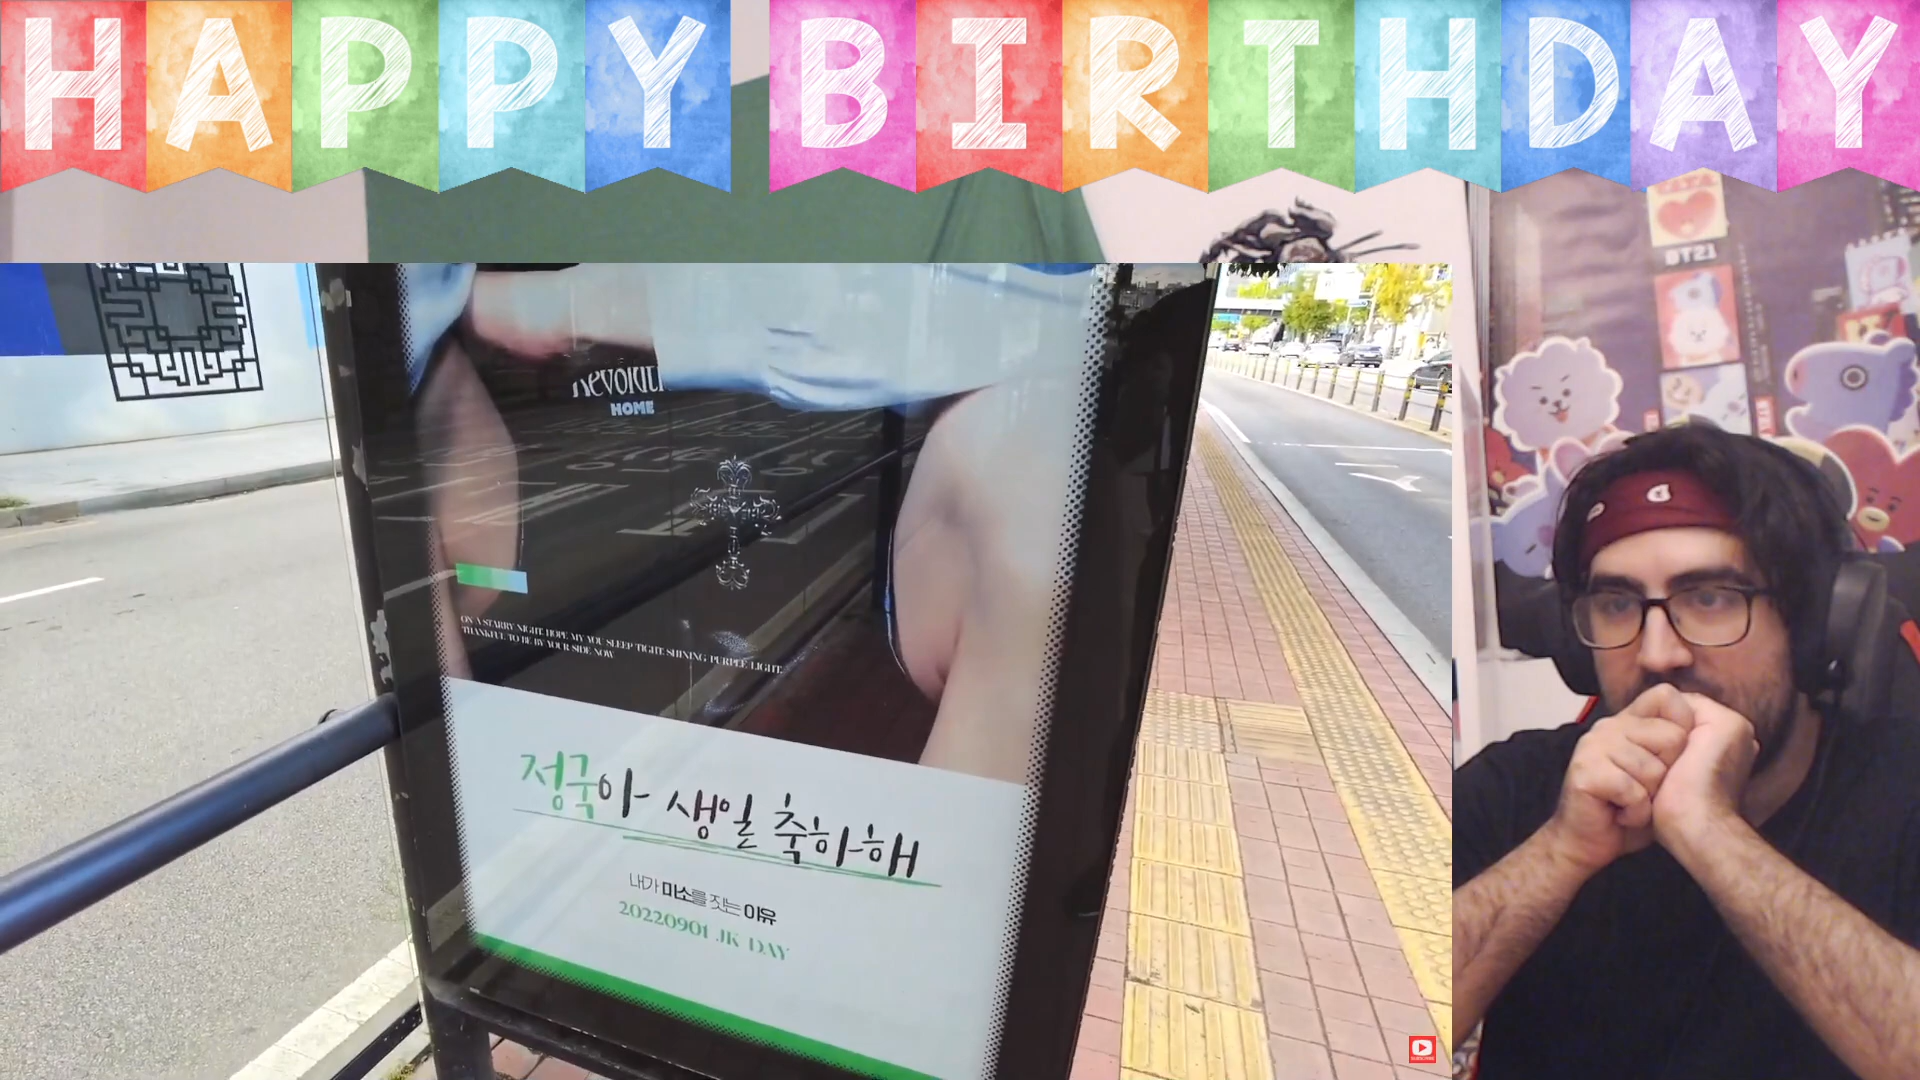 HAPPY BIRTHDAY
BT21
HOME
ON A STARRY NIGHT HOPE MY YOU SLEEP TIGHT SHINING PURPLE LIGHT
THANKFUL TO BE BY YOUR SIDE NOW
정국아 생일 축하해
내가 미소를 짓는 이유
20220901 JK DAY